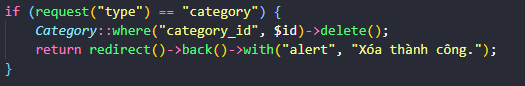 if (request("type") == "category") {
Category::where("category_id", $id)->delete();
return redirect()->back()->with("alert", "Xóa thành công.");
}